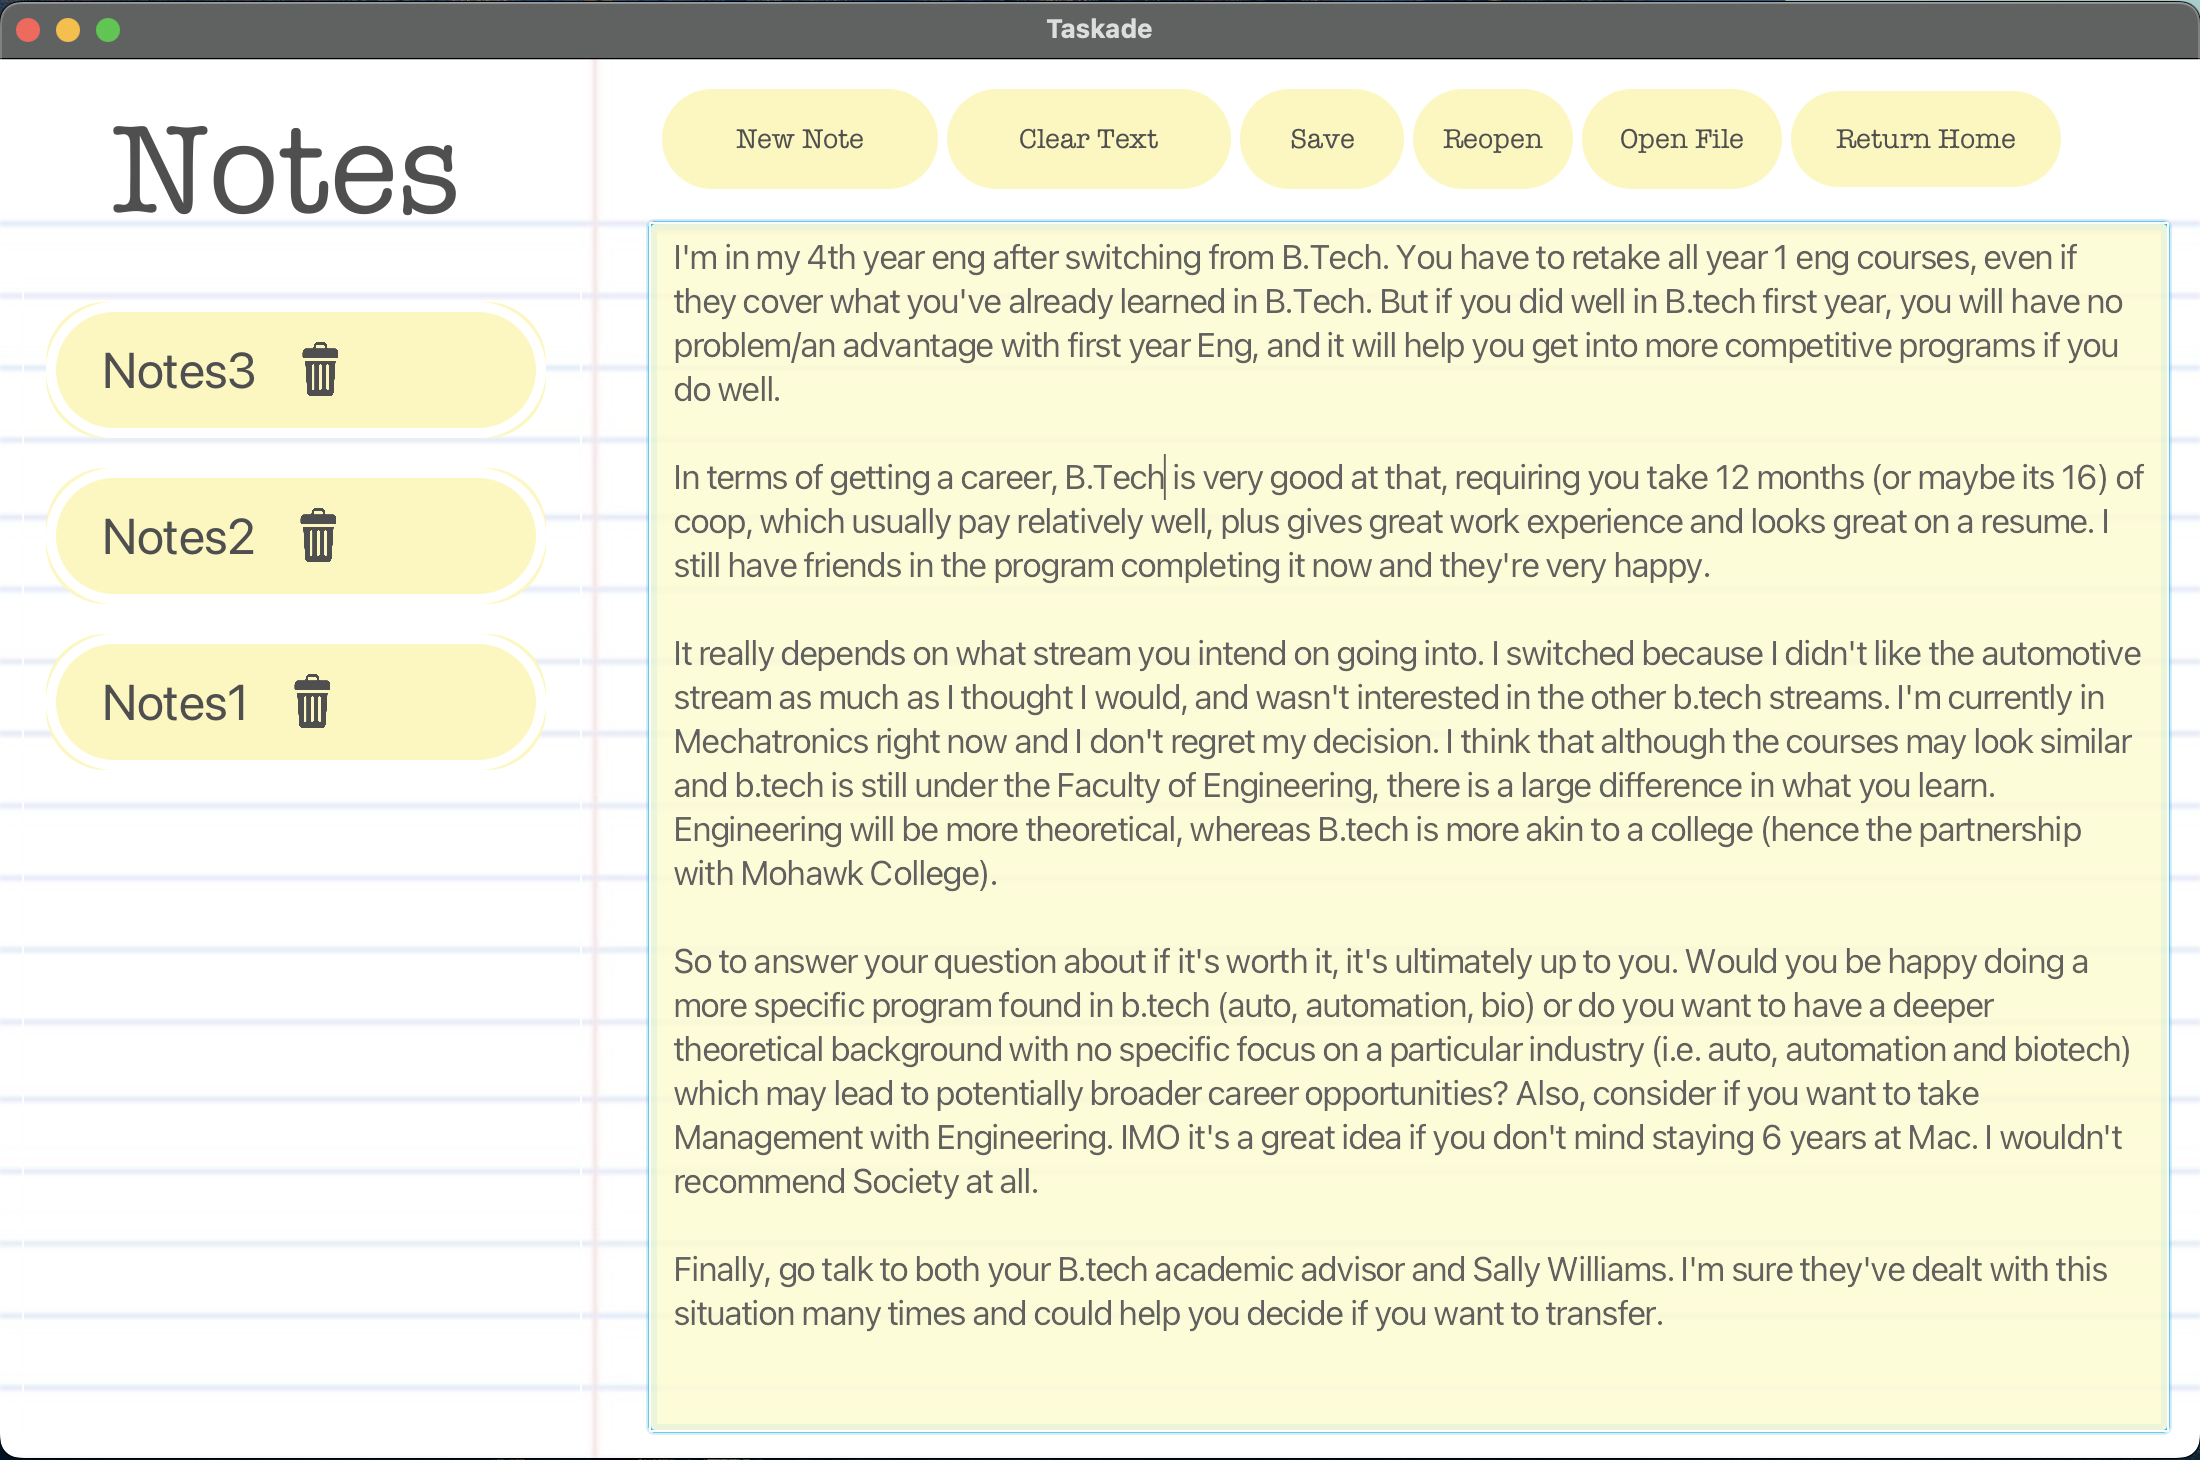 Taskade
Notes
New Note
Clear Text
Save
Reopen
Open File
Return Home
Notes3
Notes2
Notes1
I'm in my 4th year eng after switching from B.Tech. You have to retake all year 1 eng courses, even if
they cover what you've already learned in B.Tech. But if you did well in B.tech first year, you will have no
problem/an advantage with first year Eng, and it will help you get into more competitive programs if you
do well.
In terms of getting a career, B.Tech is very good at that, requiring you take 12 months (or maybe its 16) of
coop, which usually pay relatively well, plus gives great work experience and looks great on a resume. I
still have friends in the program completing it now and they're very happy.
It really depends on what stream you intend on going into. I switched because I didn't like the automotive
stream as much as I thought I would, and wasn't interested in the other b.tech streams. I'm currently in
Mechatronics right now and I don't regret my decision. I think that although the courses may look similar
and b.tech is still under the Faculty of Engineering, there is a large difference in what you learn.
Engineering will be more theoretical, whereas B.tech is more akin to a college (hence the partnership
with Mohawk College).
So to answer your question about if it's worth it, it's ultimately up to you. Would you be happy doing a
more specific program found in b.tech (auto, automation, bio) or do you want to have a deeper
theoretical background with no specific focus on a particular industry (i.e. auto, automation and biotech)
which may lead to potentially broader career opportunities? Also, consider if you want to take
Management with Engineering. IMO it's a great idea if you don't mind staying 6 years at Mac. I wouldn't
recommend Society at all.
Finally, go talk to both your B.tech academic advisor and Sally Williams. I'm sure they've dealt with this
situation many times and could help you decide if you want to transfer.